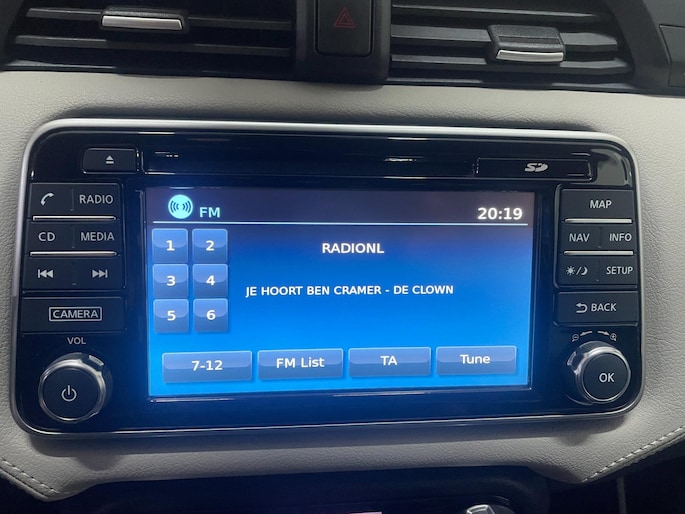 SD
RADIO
MAP
FM
20:19
CD MEDIA
NAV INFO
1 2
RADIONL
3 4
SETUP
JE HOORT BEN CRAMER - DE CLOWN
CAMERA
5 6
BACK
VOL
7-12 FM List TA Tune
OK